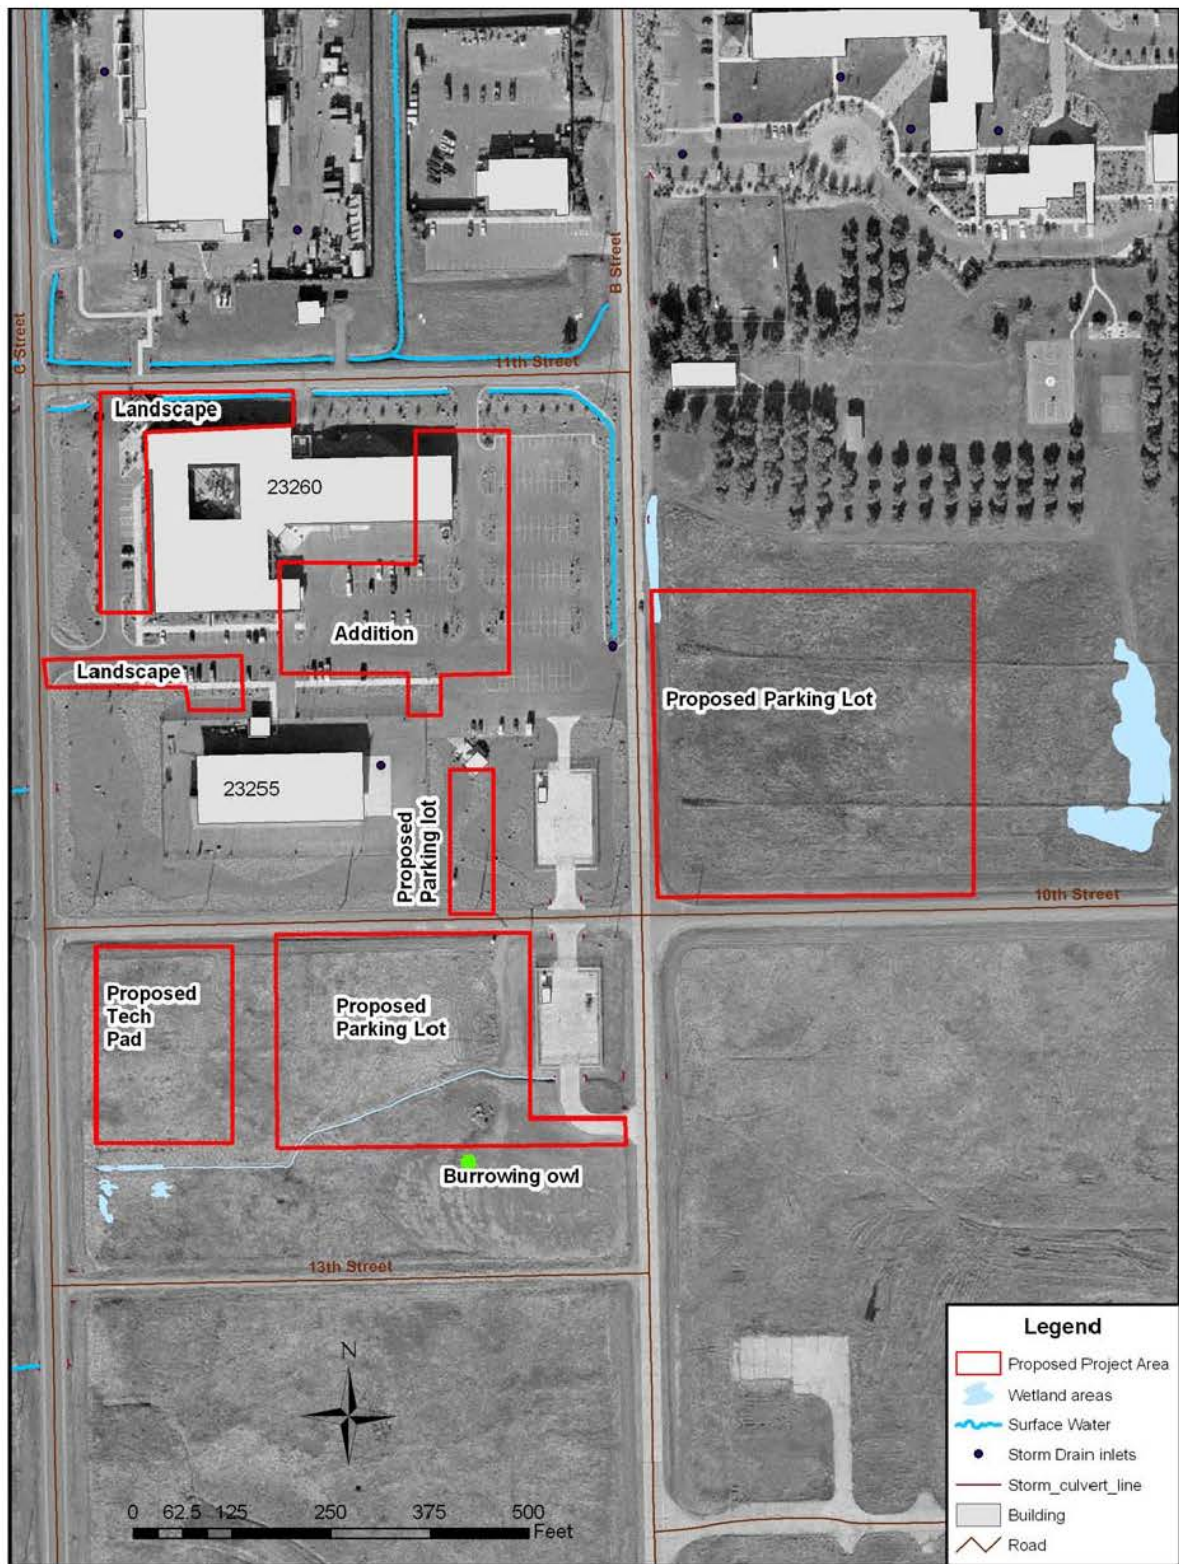 B Street
C Street
11th Street
Landscape
23260
Addition
Landscape
Proposed Parking Lot
23255
Proposed
Parking lot
10th Street
Proposed
Tech
Pad
Proposed
Parking Lot
Burrowing owl
13th Street
N
0 62.5 125 250 375 500
Feet
Legend
Proposed Project Area
Wetland areas
Surface Water
Storm Drain inlets
Storm_culvert_line
Building
Road